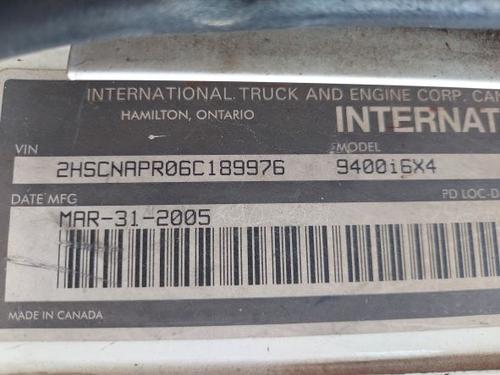 INTERNATIONAL TRUCK AND ENGINE CORP. CAN
HAMILTON, ONTARIO
INTERNAT
VIN
MODEL
2HSCNAPR06C189976
9400i6X4
DATE MFG
PD LOC-D
MAR-31-2005
MADE IN CANADA